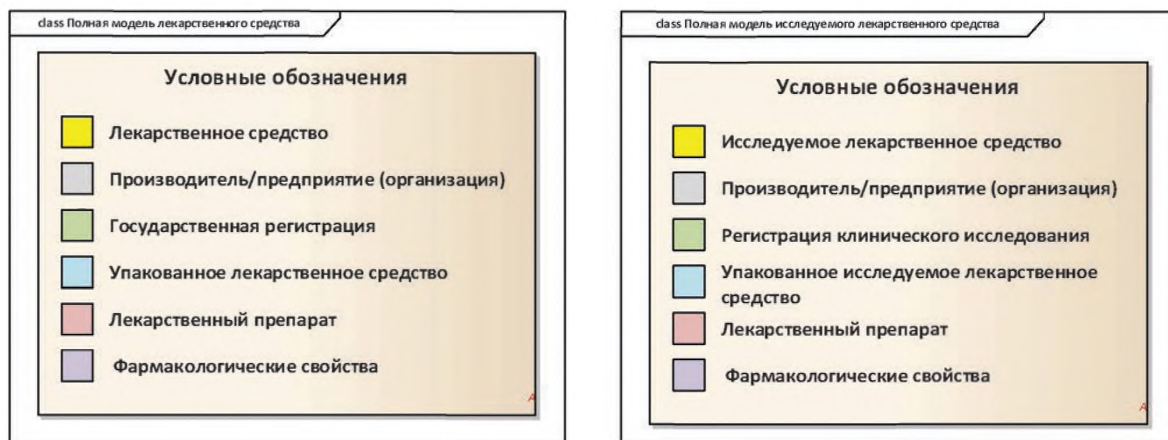 class Полная модель лекарственного средства
Условные обозначения
Лекарственное средство
Производитель/предприятие (организация)
Государственная регистрация
Упакованное лекарственное средство
Лекарственный препарат
Фармакологические свойства
class Полная модель исследуемого лекарственного средства
Условные обозначения
Исследуемое лекарственное средство
Производитель/предприятие (организация)
Регистрация клинического исследования
Упакованное исследуемое лекарственное
средство
Лекарственный препарат
Фармакологические свойства